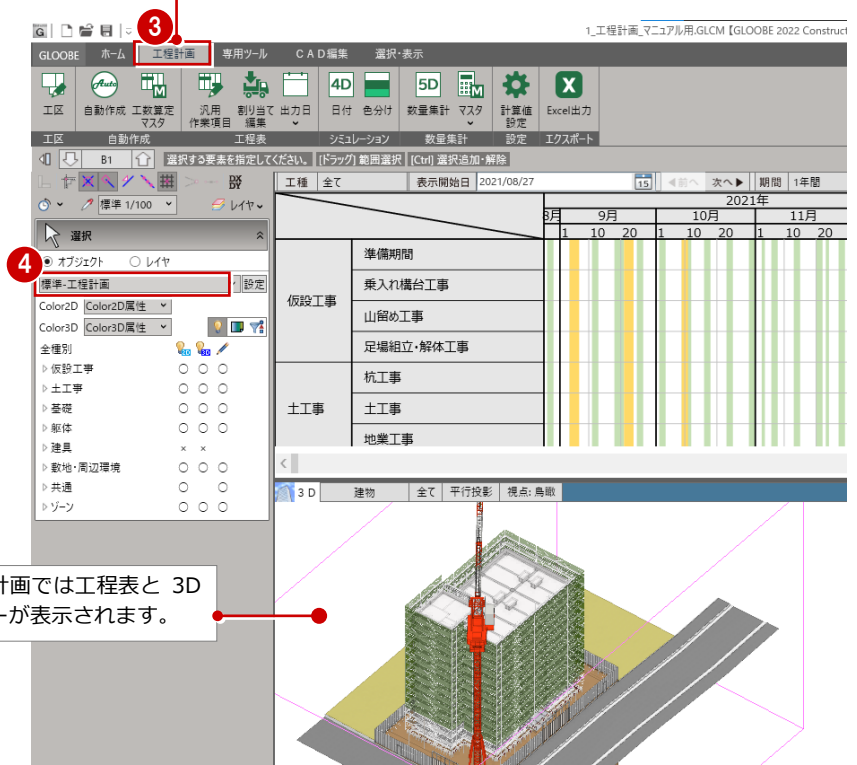 3
1_工程計画_マニュアル用.GLCM 【GLOOBE 2022 Construct
GLOOBE ホーム 工程計画 専用ツール CAD編集 選択・表示
Auto M 4D 5D M X
工区 自動作成 工数算定 マスタ 汎用 作業項目 割り当て 編集 出力日 日付 色分け 数量集計 マスタ 計算値 設定 Excel出力
工区 自動作成 工程表 シミュレーション 数量集計 設定 エクスポート
B1 選択する要素を指定してください。 [ドラッグ] 範囲選択 [Ctrl] 選択追加・解除
工種 全て 表示開始日 2021/08/27 15 ◀前へ 次へ▶ 期間 1年間
標準 1/100 レイヤ
2021年
8月 9月 10月 11月
1 10 20 1 10 20 1 10 20
選択
4
オブジェクト レイヤ
標準-工程計画 設定
Color2D Color2D属性
Color3D Color3D属性
全種別 2D 3D
仮設工事 ○ ○ ○
土工事 ○ ○ ○
基礎 ○ ○ ○
躯体 ○ ○ ○
建具 × ×
敷地・周辺環境 ○ ○ ○
共通 ○ ○
ゾーン ○ ○ ○
仮設工事
準備期間
乗入れ構台工事
山留め工事
足場組立・解体工事
土工事
杭工事
土工事
地業工事
3D 建物 全て 平行投影 視点: 鳥瞰
計画では工程表と 3D
ーが表示されます。